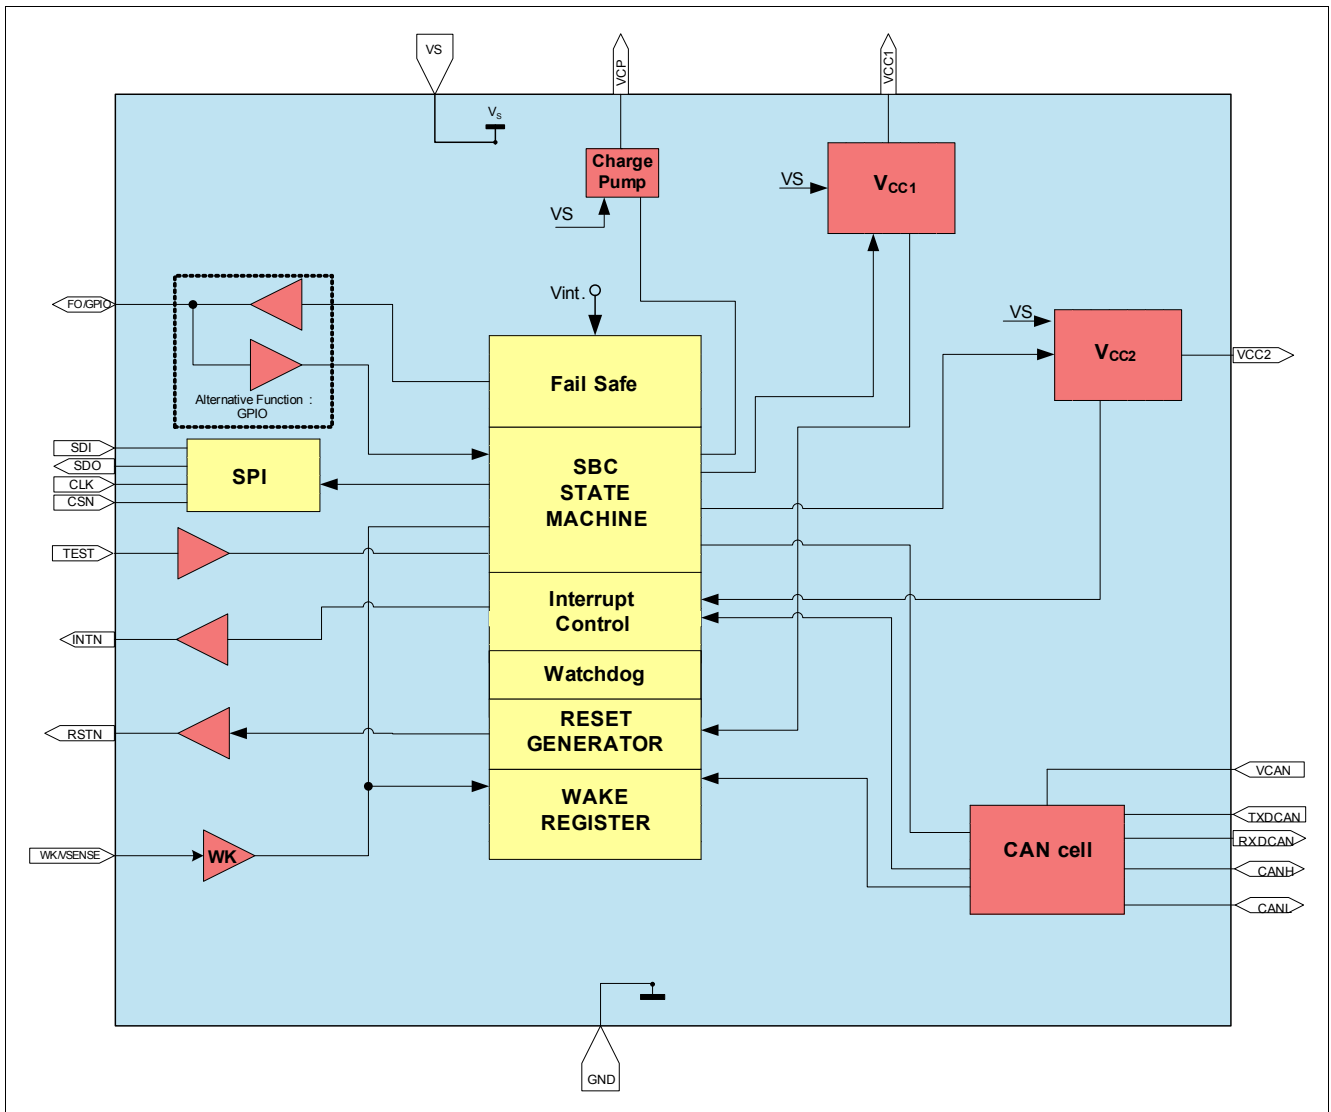 VS
VCP
VCC1
VS
Charge
Pump
VS
VS
VCC1
FO/GPIO
Alternative Function :
GPIO
Vint.
VS
VCC2
VCC2
Fail Safe
SDI
SDO
CLK
CSN
SPI
SBC
STATE
MACHINE
TEST
Interrupt
Control
INTN
Watchdog
RSTN
RESET
GENERATOR
WAKE
REGISTER
WK/VSENSE
WK
CAN cell
VCAN
TXDCAN
RXDCAN
CANH
CANL
GND